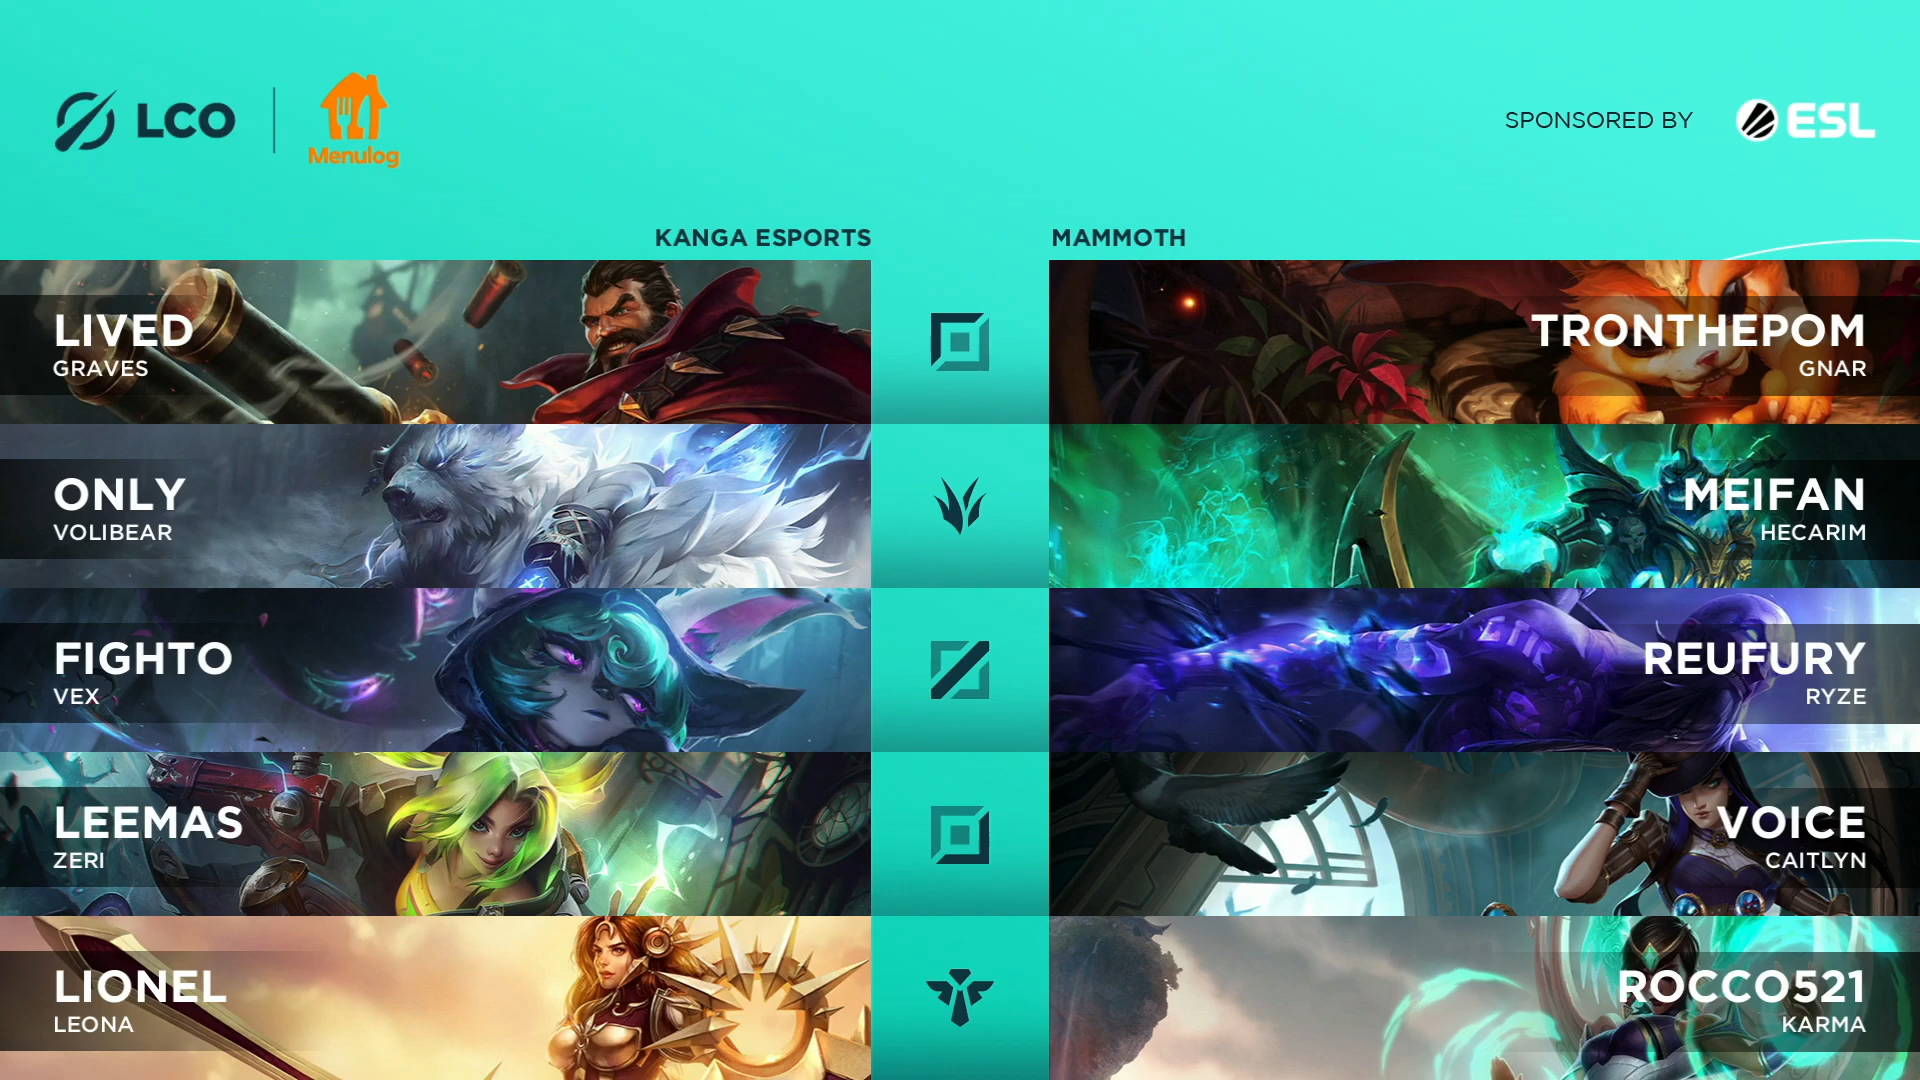 LCO
Menulog
SPONSORED BY
ESL
KANGA ESPORTS
MAMMOTH
LIVED
GRAVES
TRONTHEPOM
GNAR
ONLY
VOLIBEAR
MEIFAN
HECARIM
FIGHTO
VEX
REUFURY
RYZE
LEEMAS
ZERI
VOICE
CAITLYN
LIONEL
LEONA
ROCCO521
KARMA